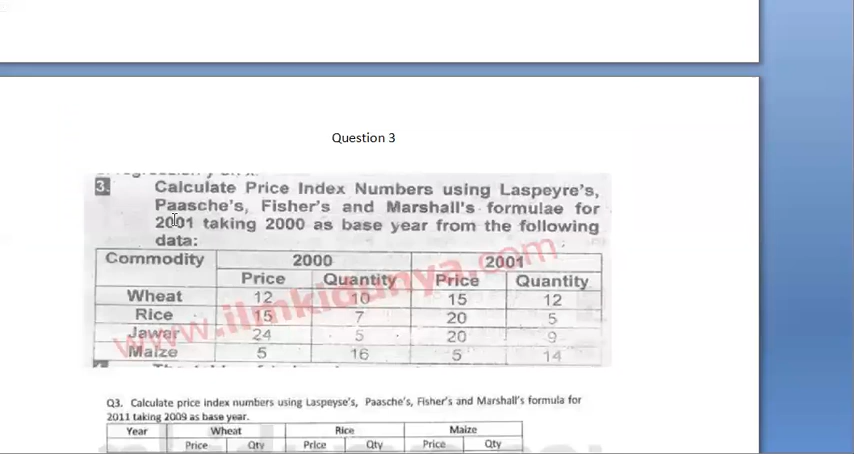 Question 3
3. Calculate Price Index Numbers using Laspeyre's,
Paasche's, Fisher's and Marshall's formulae for
2001 taking 2000 as base year from the following
data:
Commodity 2000 2001
Price Quantity Price Quantity
Wheat 12 10 15 12
Rice 15 7 20 5
Jawar 24 5 20 9
Maize 5 16 5 14
www.ilmkidunya.com
Q3. Calculate price index numbers using Laspeyse's, Paasche's, Fisher's and Marshall's formula for
2011 taking 2009 as base year.
Year Wheat Rice Maize
Price Qty Price Qty Price Qty